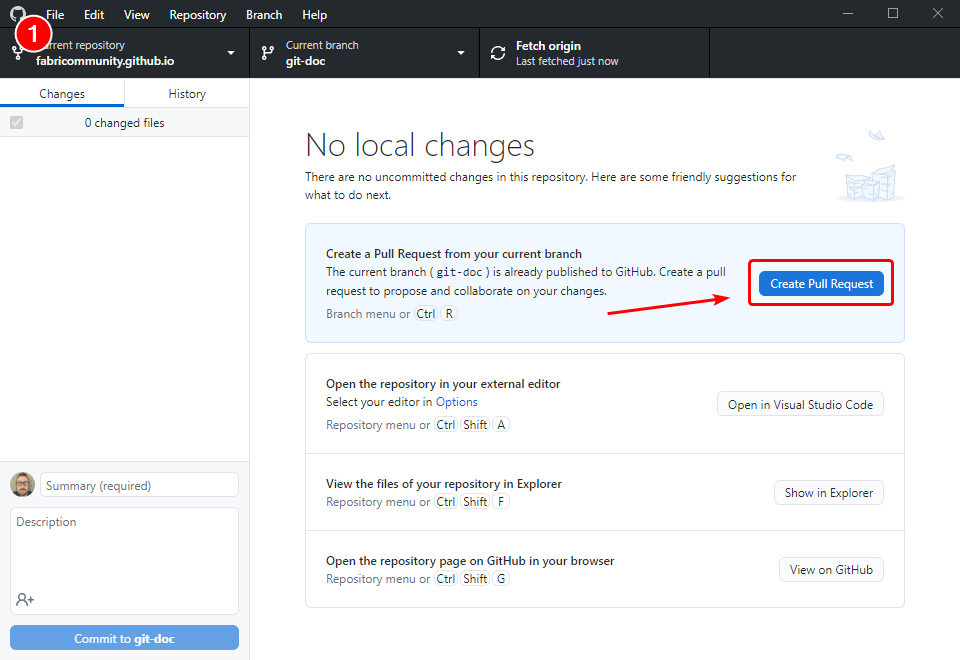 File Edit View Repository Branch Help
1
rrent repository
fabricommunity.github.io
Current branch
git-doc
Fetch origin
Last fetched just now
Changes
History
0 changed files
No local changes
There are no uncommitted changes in this repository. Here are some friendly suggestions for
what to do next.
Create a Pull Request from your current branch
The current branch ( git-doc ) is already published to GitHub. Create a pull
request to propose and collaborate on your changes.
Branch menu or Ctrl R
Create Pull Request
Open the repository in your external editor
Select your editor in Options
Repository menu or Ctrl Shift A
Open in Visual Studio Code
View the files of your repository in Explorer
Repository menu or Ctrl Shift F
Show in Explorer
Open the repository page on GitHub in your browser
Repository menu or Ctrl Shift G
View on GitHub
Summary (required)
Description
Commit to git-doc